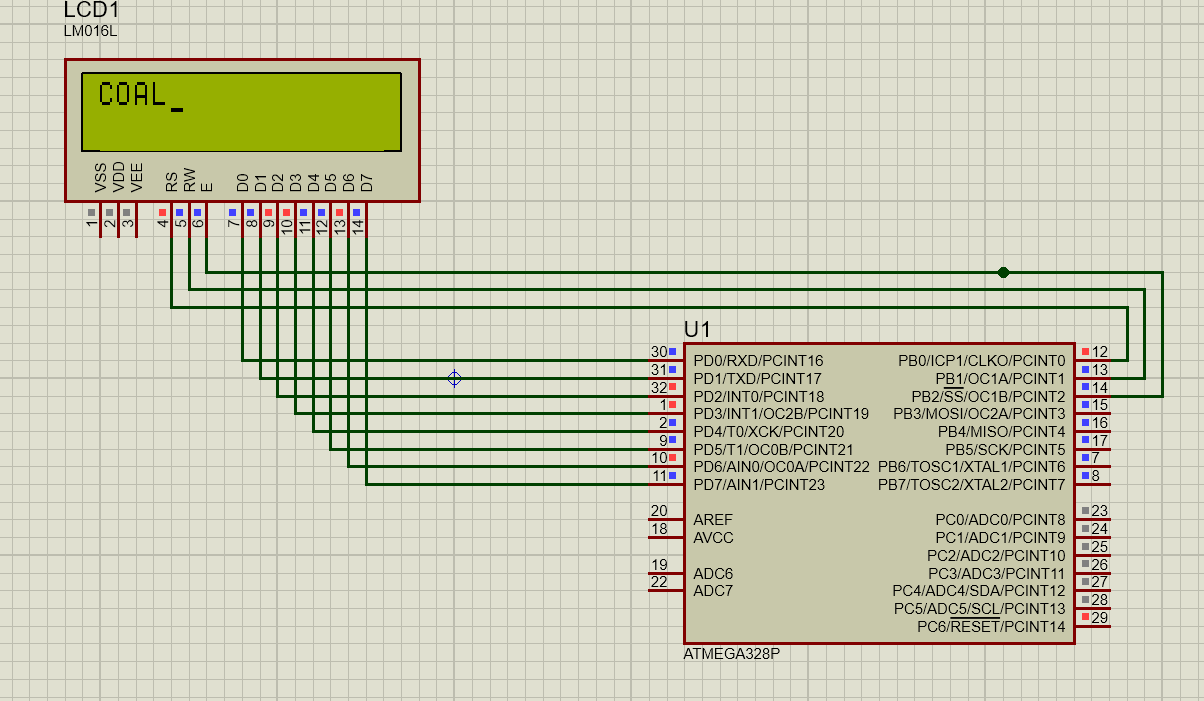 LCD1
LM016L
COAL_
VSS
VDD
VEE
RS
RW
E
D0
D1
D2
D3
D4
D5
D6
D7
1
2
3
4
5
6
7
8
9
10
11
12
13
14
U1
30 PD0/RXD/PCINT16 PB0/ICP1/CLKO/PCINT0 12
31 PD1/TXD/PCINT17 PB1/OC1A/PCINT1 13
32 PD2/INT0/PCINT18 PB2/SS/OC1B/PCINT2 14
1 PD3/INT1/OC2B/PCINT19 PB3/MOSI/OC2A/PCINT3 15
2 PD4/T0/XCK/PCINT20 PB4/MISO/PCINT4 16
9 PD5/T1/OC0B/PCINT21 PB5/SCK/PCINT5 17
10 PD6/AIN0/OC0A/PCINT22 PB6/TOSC1/XTAL1/PCINT6 7
11 PD7/AIN1/PCINT23 PB7/TOSC2/XTAL2/PCINT7 8
20 AREF PC0/ADC0/PCINT8 23
18 AVCC PC1/ADC1/PCINT9 24
PC2/ADC2/PCINT10 25
19 ADC6 PC3/ADC3/PCINT11 26
22 ADC7 PC4/ADC4/SDA/PCINT12 27
PC5/ADC5/SCL/PCINT13 28
PC6/RESET/PCINT14 29
ATMEGA328P